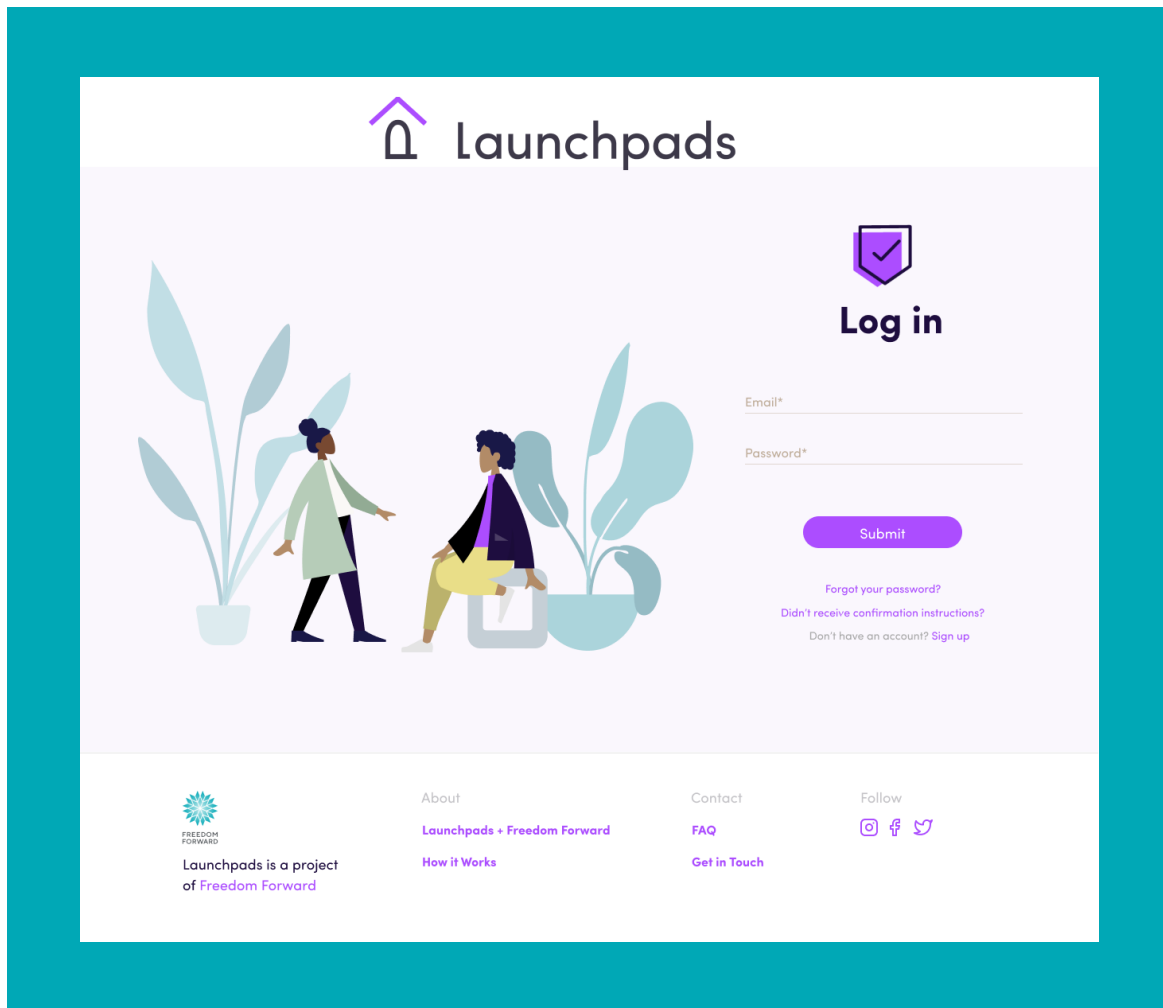 Launchpads
Log in
Email*
Password*
Submit
Forgot your password?
Didn't receive confirmation instructions?
Don't have an account? Sign up
FREEDOM
FORWARD
Launchpads is a project
of Freedom Forward
About
Launchpads + Freedom Forward
How it Works
Contact
FAQ
Get in Touch
Follow